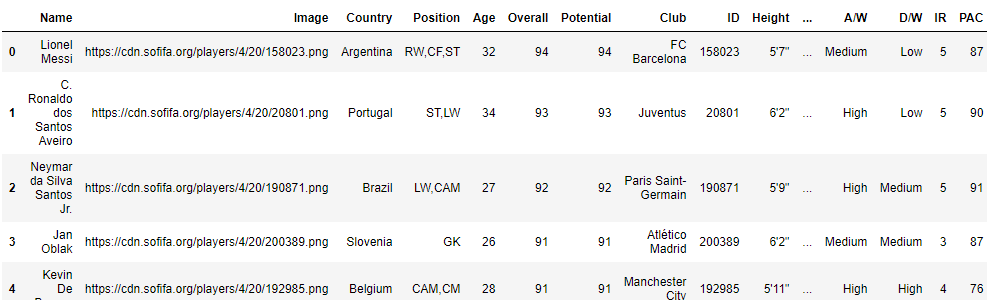 Name Image Country Position Age Overall Potential Club ID Height ... A/W D/W IR PAC
0 Lionel Messi https://cdn.sofifa.org/players/4/20/158023.png Argentina RW,CF,ST 32 94 94 FC Barcelona 158023 5'7" ... Medium Low 5 87
1 C. Ronaldo dos Santos Aveiro https://cdn.sofifa.org/players/4/20/20801.png Portugal ST,LW 34 93 93 Juventus 20801 6'2" ... High Low 5 90
2 Neymar da Silva Santos Jr. https://cdn.sofifa.org/players/4/20/190871.png Brazil LW,CAM 27 92 92 Paris Saint-Germain 190871 5'9" ... High Medium 5 91
3 Jan Oblak https://cdn.sofifa.org/players/4/20/200389.png Slovenia GK 26 91 91 Atlético Madrid 200389 6'2" ... Medium Medium 3 87
4 Kevin De https://cdn.sofifa.org/players/4/20/192985.png Belgium CAM,CM 28 91 91 Manchester City 192985 5'11" ... High High 4 76